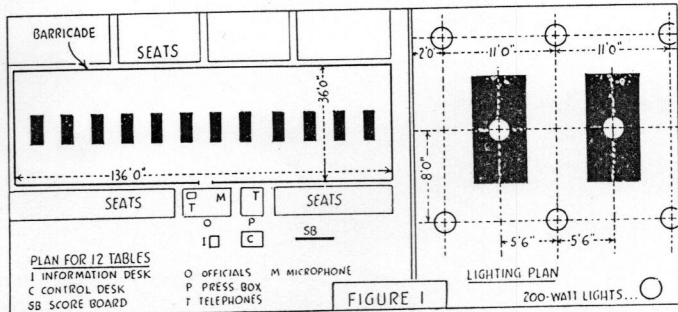 BARRICADE
SEATS
36'0"
136'0"
SEATS
T
M
T
SEATS
O
P
I
C
SB
PLAN FOR 12 TABLES
I INFORMATION DESK
C CONTROL DESK
SB SCORE BOARD
O OFFICIALS
P PRESS BOX
T TELEPHONES
M MICROPHONE
FIGURE I
2'0"
11'0"
11'0"
8'0"
5'6"
5'6"
LIGHTING PLAN
200-WATT LIGHTS...